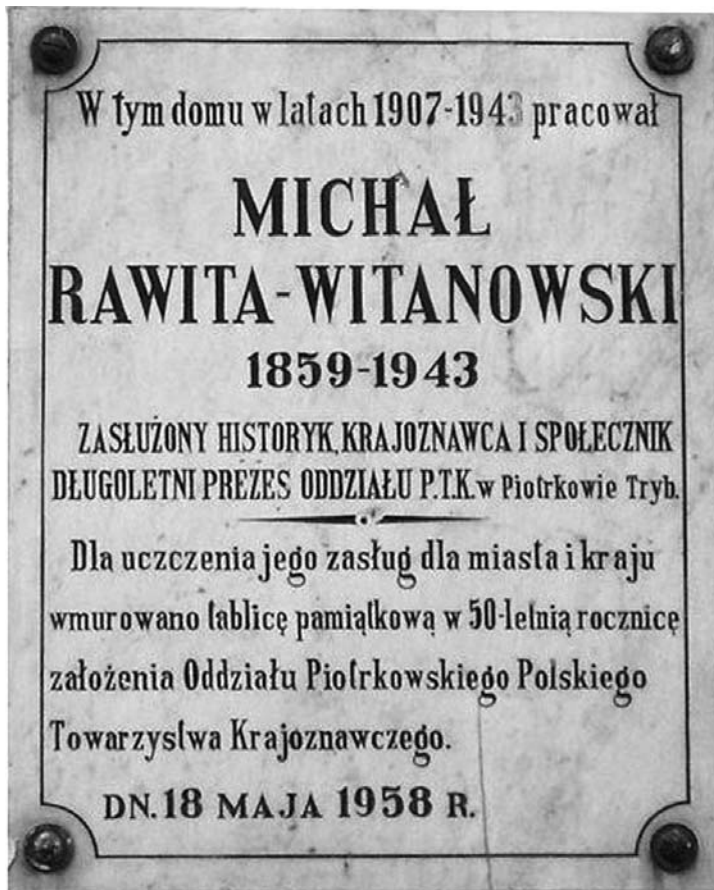 W tym domu w latach 1907-1943 pracował
MICHAŁ
RAWITA-WITANOWSKI
1859-1943
ZASŁUŻONY HISTORYK, KRAJOZNAWCA I SPOŁECZNIK
DŁUGOLETNI PREZES ODDZIAŁU P.T.K. w Piotrkowie Tryb.
Dla uczczenia jego zasług dla miasta i kraju
wmurowano tablicę pamiątkową w 50-letnią rocznicę
założenia Oddziału Piotrkowskiego Polskiego
Towarzystwa Krajoznawczego.
DN. 18 MAJA 1958 R.